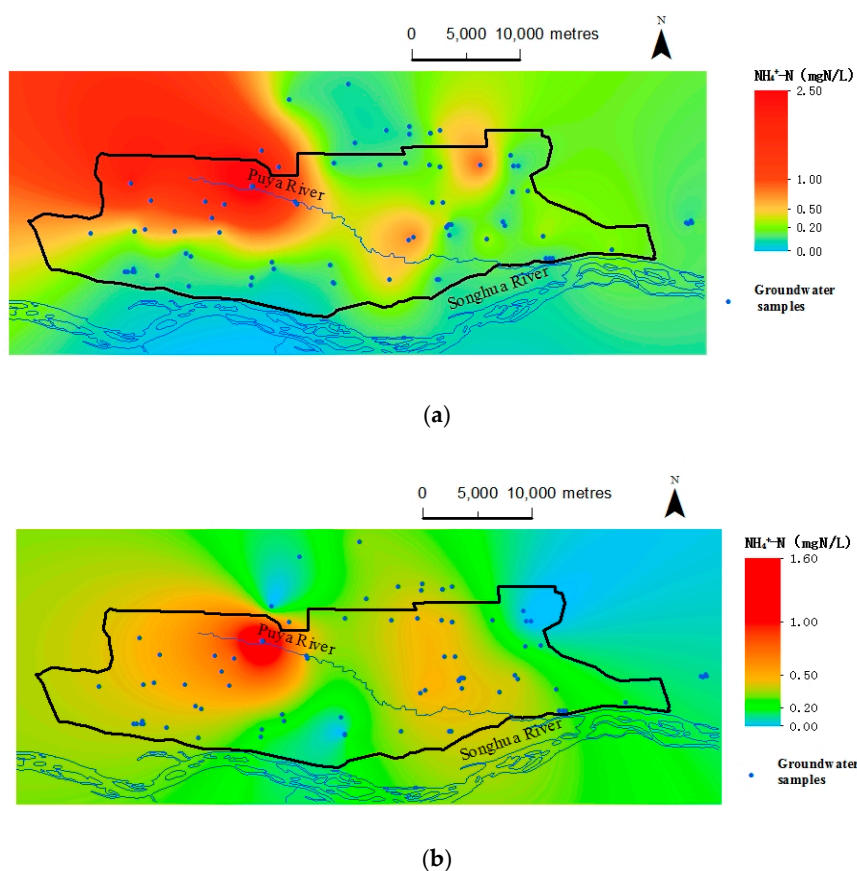 N
0 5,000 10,000 metres
NH₄⁺-N (mgN/L)
2.50
1.00
0.50
0.20
0.00
Puya River
Songhua River
Groundwater
samples
(a)
N
0 5,000 10,000 metres
NH₄⁺-N (mgN/L)
1.60
1.00
0.20
0.00
Puya River
Songhua River
Groundwater
samples
(b)